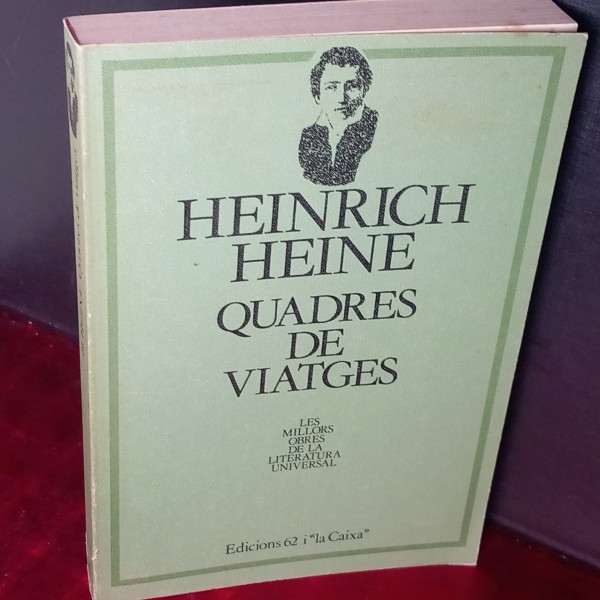 HEINRICH
HEINE
QUADRES
DE
VIATGES
LES
MILLORS
OBRES
DE LA
LITERATURA
UNIVERSAL
Edicions 62 i "la Caixa"